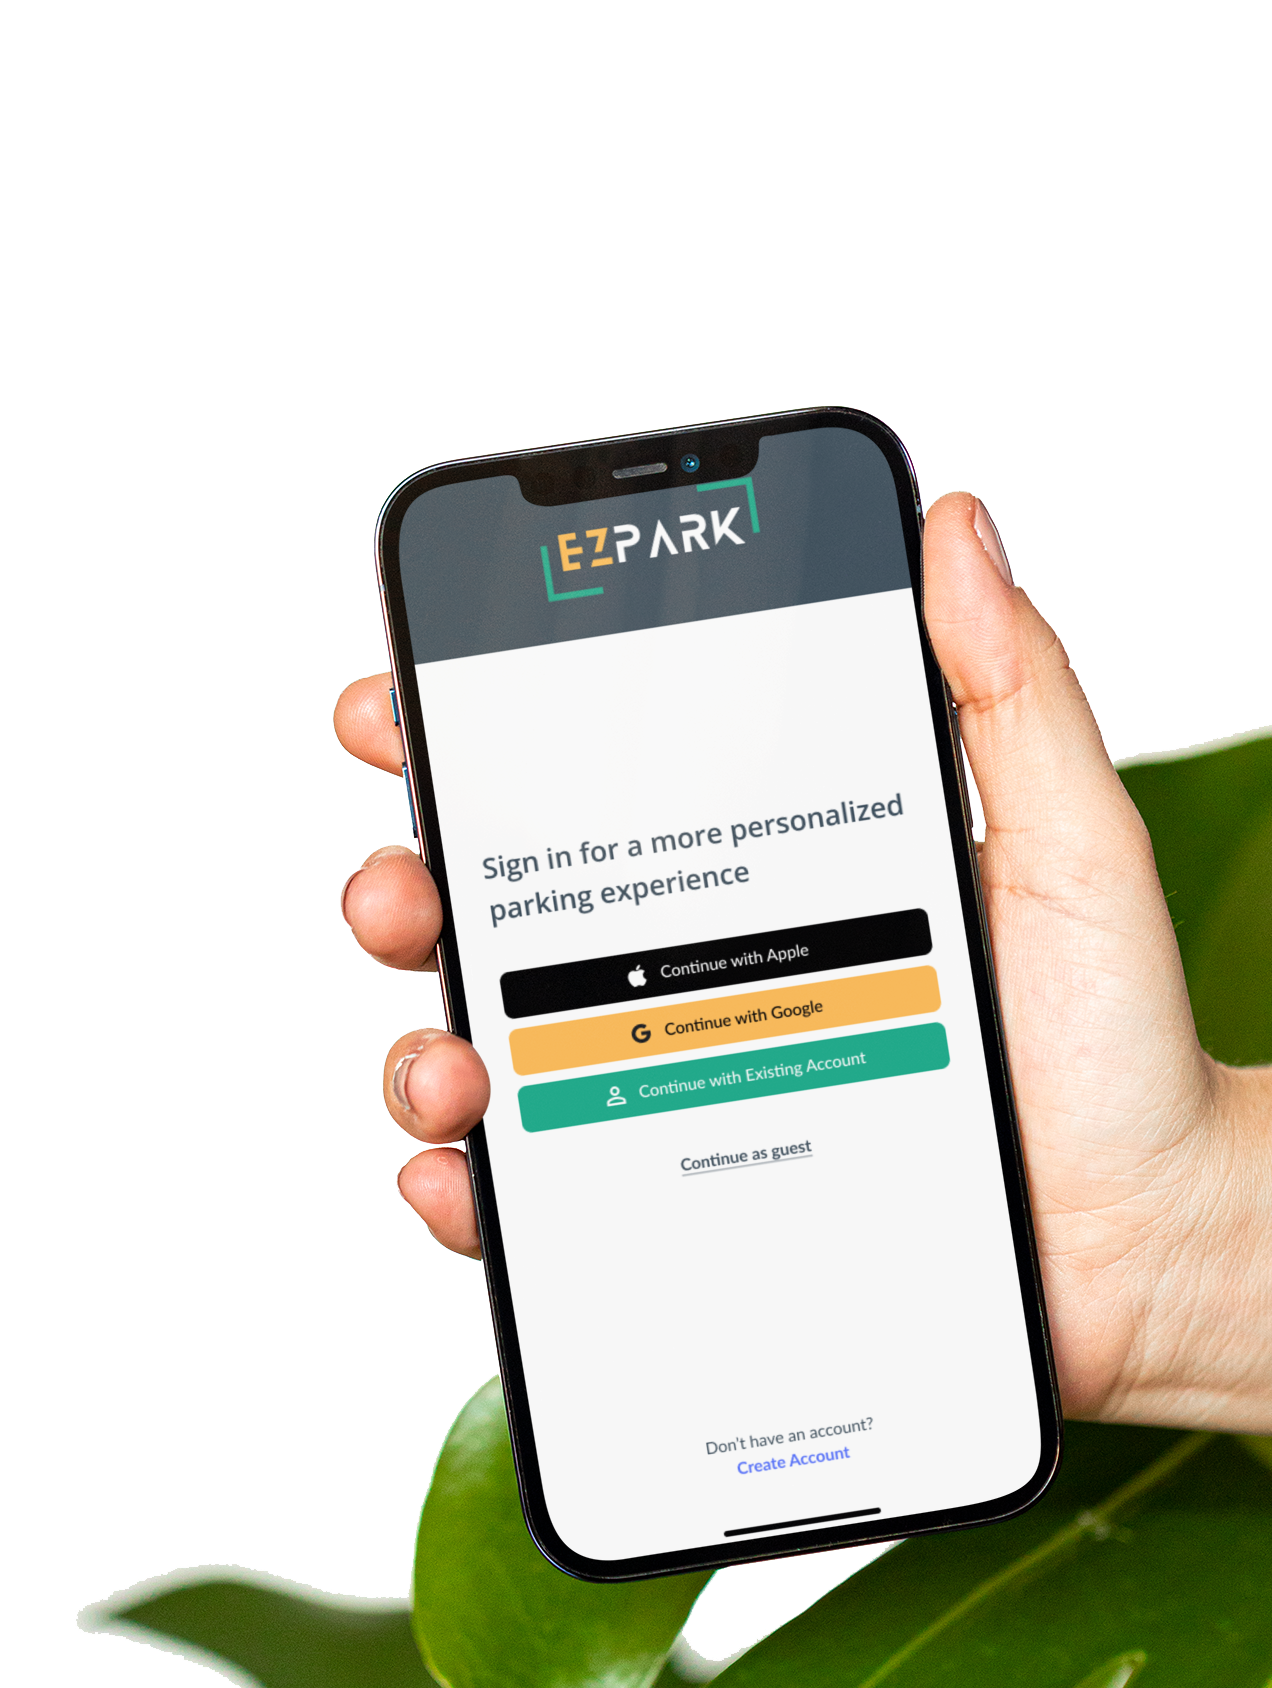 EZPARK
Sign in for a more personalized
parking experience
Continue with Apple
G Continue with Google
Continue with Existing Account
Continue as guest
Don't have an account?
Create Account